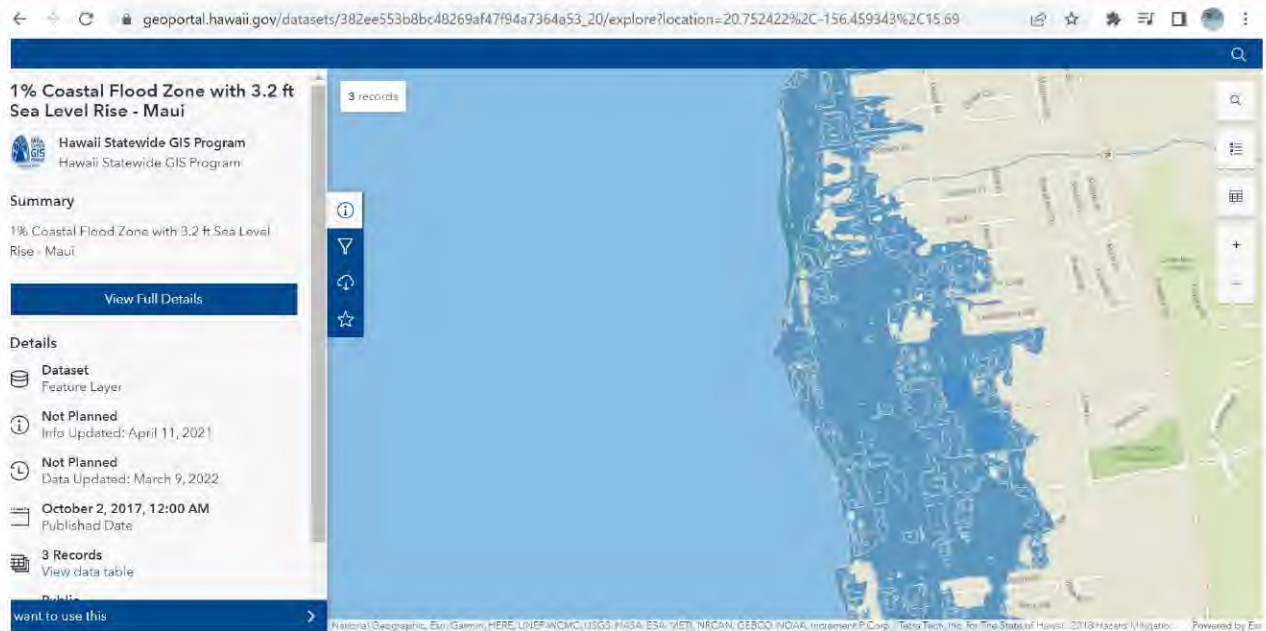 geoportal.hawaii.gov/datasets/382ee553b8bc48269af47f94a7364a53_20/explore?location=20.752422%2C-156.459343%2C15.69
1% Coastal Flood Zone with 3.2 ft
Sea Level Rise - Maui
Hawaii Statewide GIS Program
Hawaii Statewide GIS Program
Summary
1% Coastal Flood Zone with 3.2 ft Sea Level
Rise - Maui
View Full Details
Details
Dataset
Feature Layer
Not Planned
Info Updated: April 11, 2021
Not Planned
Data Updated: March 9, 2022
October 2, 2017, 12:00 AM
Published Date
3 Records
View data table
Public
want to use this
3 records
National Geographic, Esri, Garmin, HERE, UNEP-WCMC, USGS, NASA, ESA, METI, NRCAN, GEBCO, NOAA, increment P Corp. Tetra Tech, Inc. For The State of Hawaii. 2018 Hazard Mitigatio... Powered by Esri